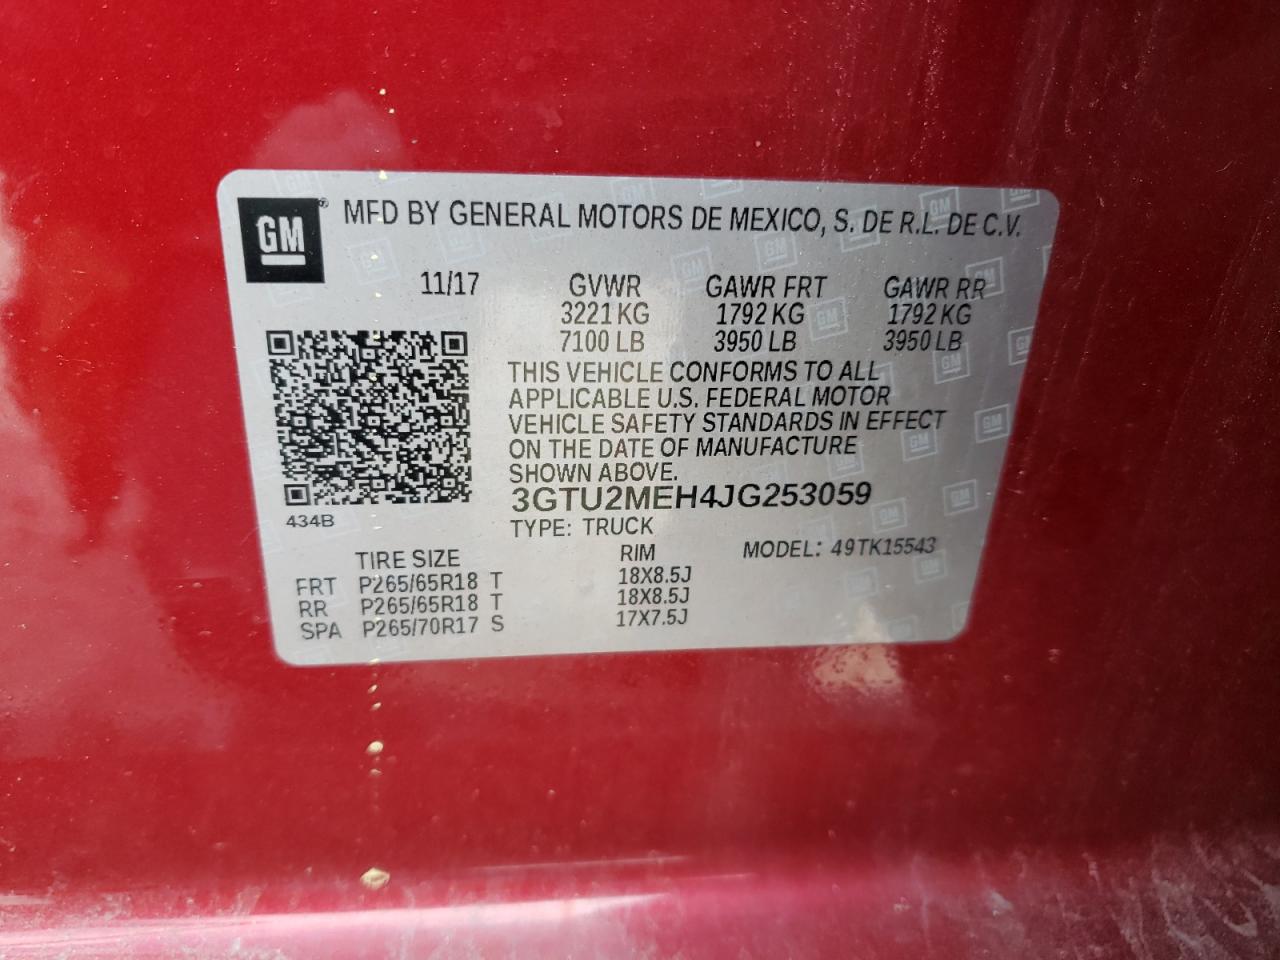 GM® MFD BY GENERAL MOTORS DE MEXICO, S. DE R.L. DE C.V.
11/17 GVWR GAWR FRT GAWR RR
3221 KG 1792 KG 1792 KG
7100 LB 3950 LB 3950 LB
THIS VEHICLE CONFORMS TO ALL
APPLICABLE U.S. FEDERAL MOTOR
VEHICLE SAFETY STANDARDS IN EFFECT
ON THE DATE OF MANUFACTURE
SHOWN ABOVE.
3GTU2MEH4JG253059
434B TYPE: TRUCK
TIRE SIZE RIM MODEL: 49TK15543
FRT P265/65R18 T 18X8.5J
RR P265/65R18 T 18X8.5J
SPA P265/70R17 S 17X7.5J